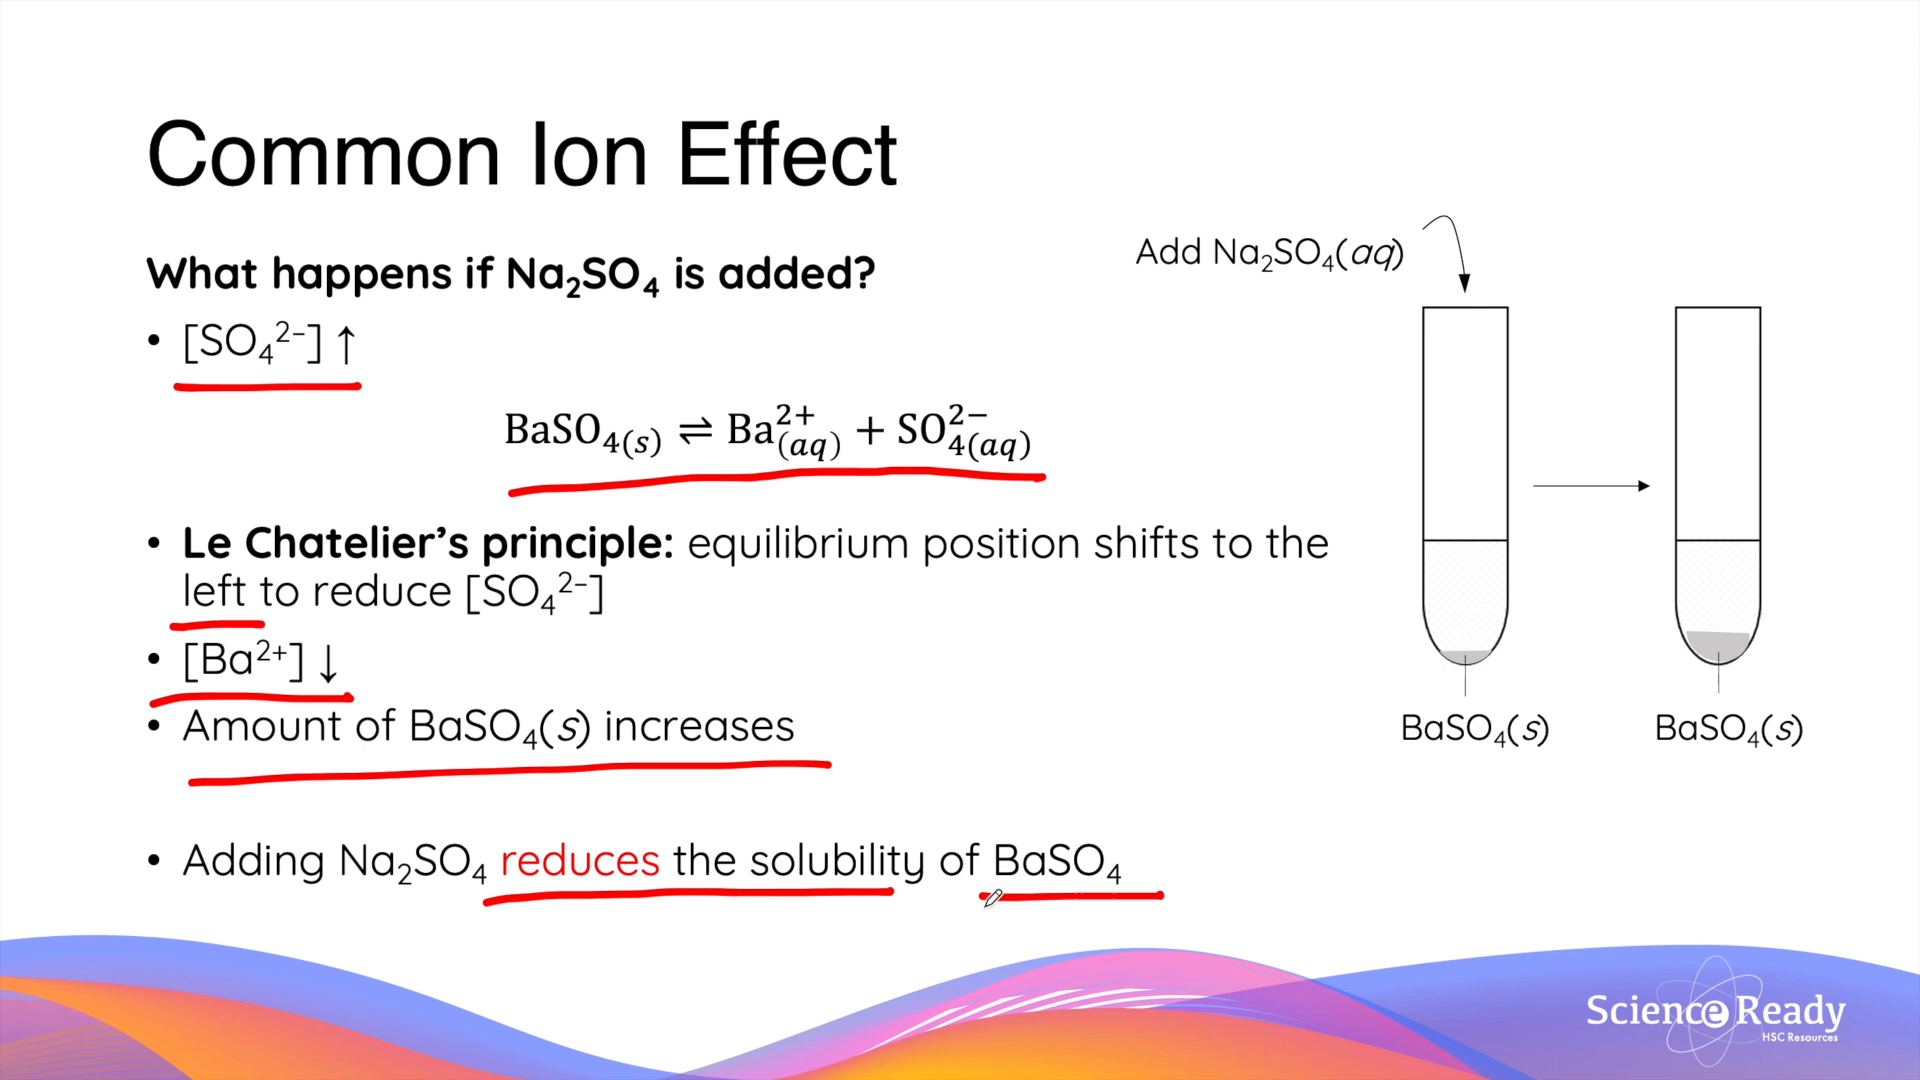 Common Ion Effect
What happens if Na₂SO₄ is added?
• [SO₄²⁻] ↑
BaSO₄₍s₎ ⇌ Ba²⁺₍aq₎ + SO₄²⁻₍aq₎
• Le Chatelier’s principle: equilibrium position shifts to the
left to reduce [SO₄²⁻]
• [Ba²⁺] ↓
• Amount of BaSO₄(s) increases
• Adding Na₂SO₄ reduces the solubility of BaSO₄
Add Na₂SO₄(aq)
BaSO₄(s)
BaSO₄(s)
Science Ready
HSC Resources